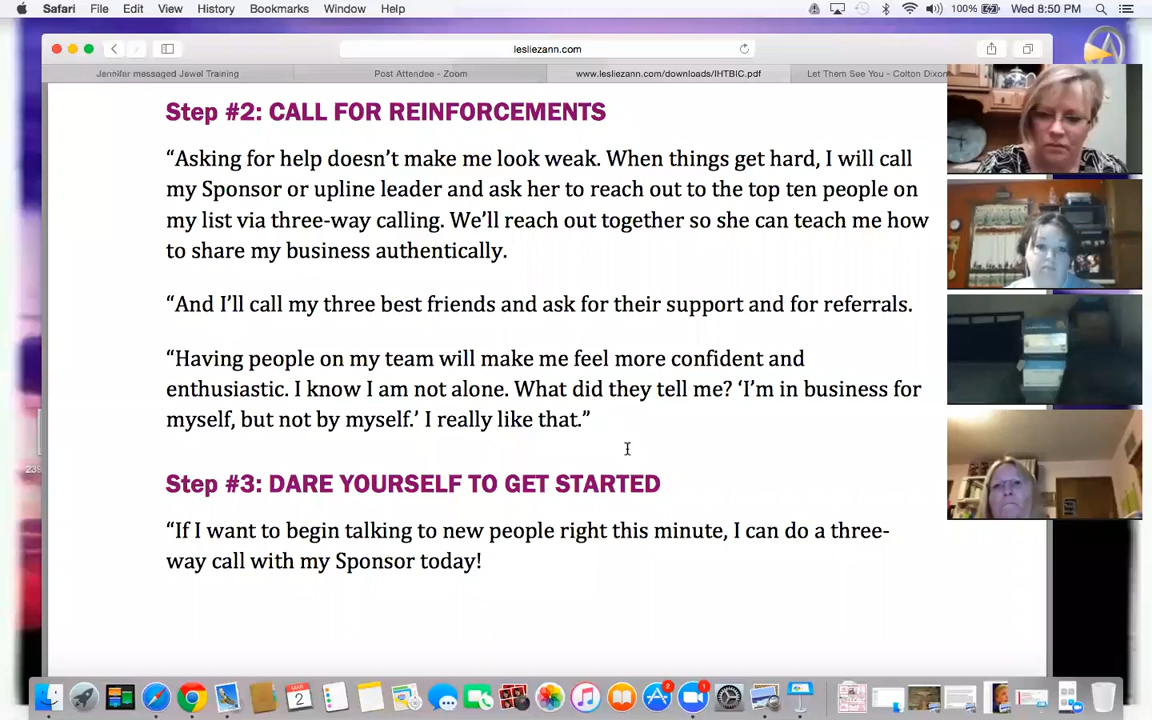 Safari File Edit View History Bookmarks Window Help 100% Wed 8:50 PM
lesliezann.com
Jennifer messaged Jewel Training Post Attendee - Zoom www.lesliezann.com/downloads/IHTBIC.pdf Let Them See You - Colton Dixon
Step #2: CALL FOR REINFORCEMENTS
“Asking for help doesn’t make me look weak. When things get hard, I will call
my Sponsor or upline leader and ask her to reach out to the top ten people on
my list via three-way calling. We’ll reach out together so she can teach me how
to share my business authentically.
“And I’ll call my three best friends and ask for their support and for referrals.
“Having people on my team will make me feel more confident and
enthusiastic. I know I am not alone. What did they tell me? ‘I’m in business for
myself, but not by myself.’ I really like that.”
Step #3: DARE YOURSELF TO GET STARTED
“If I want to begin talking to new people right this minute, I can do a three-
way call with my Sponsor today!
MAR
2
2
1